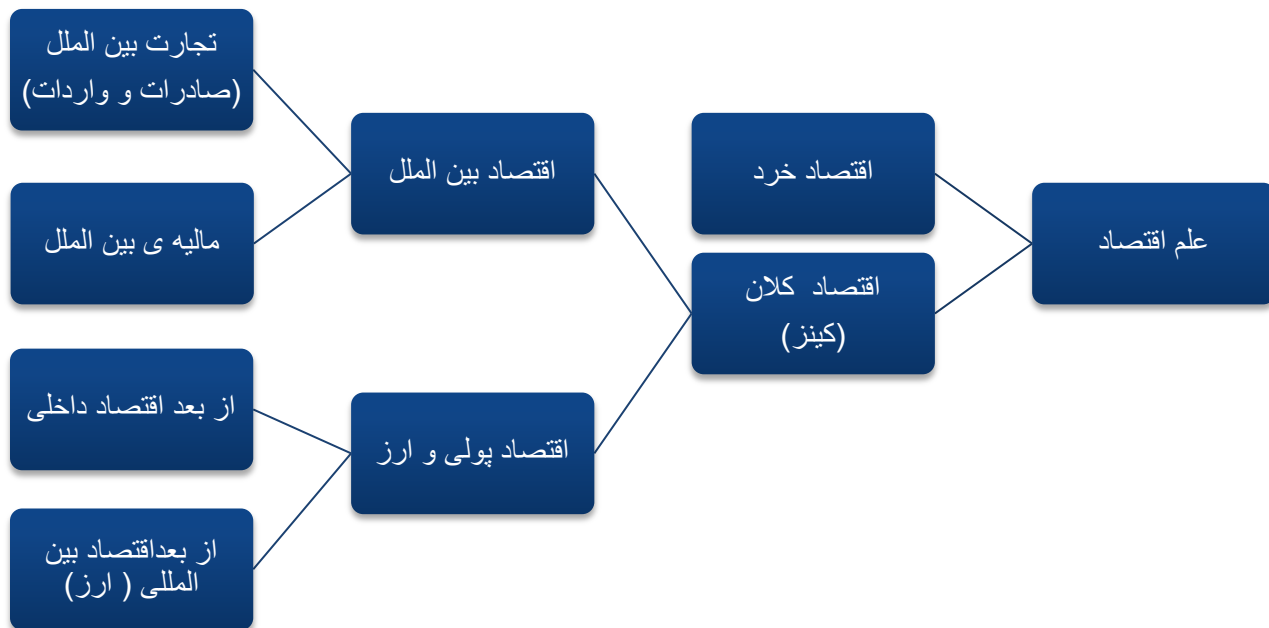 علم اقتصاد
اقتصاد خرد
اقتصاد کلان
(کینز)
اقتصاد بین الملل
اقتصاد پولی و ارز
تجارت بین الملل
(صادرات و واردات)
مالیه ی بین الملل
از بعد اقتصاد داخلی
از بعداقتصاد بین
المللی ( ارز)